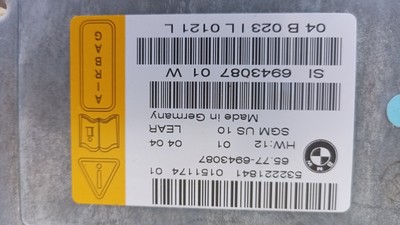 532221841 0151174 01
65.77-6943087
HW:12 01 04 04
SGM US 10 LEAR
Made in Germany
SI 6943087 01 W
04 B 023 I L 0121 L
BMW
AIRBAG